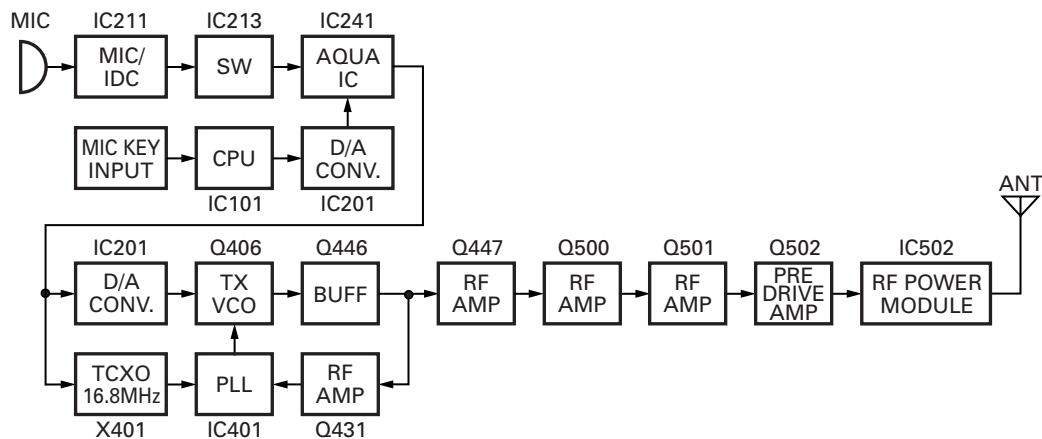 MIC
IC211
IC213
IC241
MIC/
IDC
SW
AQUA
IC
MIC KEY
INPUT
CPU
D/A
CONV.
IC101
IC201
ANT
IC201
Q406
Q446
Q447
Q500
Q501
Q502
IC502
D/A
CONV.
TX
VCO
BUFF
RF
AMP
RF
AMP
RF
AMP
PRE
DRIVE
AMP
RF POWER
MODULE
TCXO
16.8MHz
PLL
RF
AMP
X401
IC401
Q431